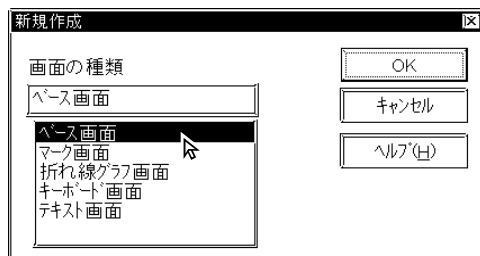 新規作成
画面の種類
ﾍﾞｰｽ画面
ﾍﾞｰｽ画面
ﾏｰｸ画面
折れ線ｸﾞﾗﾌ画面
ｷｰﾎﾞｰﾄﾞ画面
ﾃｷｽﾄ画面
OK
ｷｬﾝｾﾙ
ﾍﾙﾌﾟ(H)